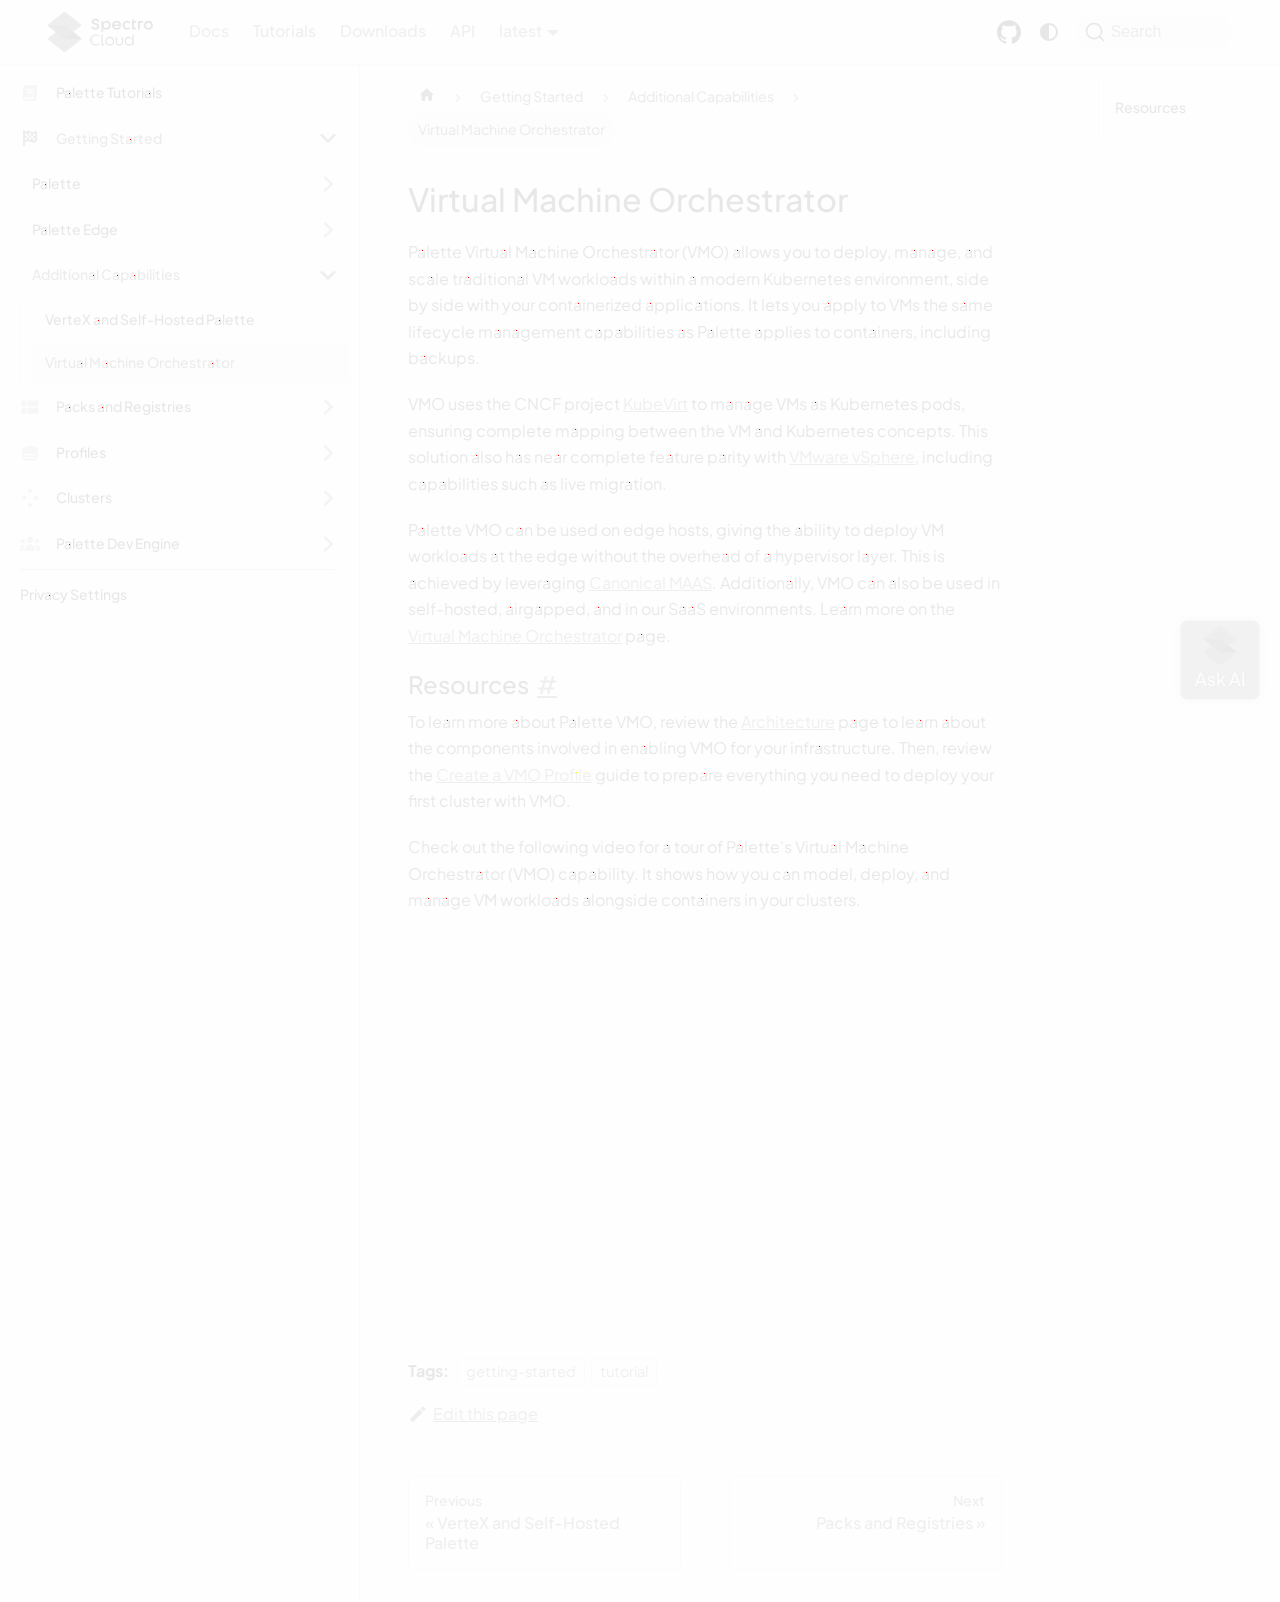 Spectro
Cloud
Docs
Tutorials
Downloads
API
latest
Search
Palette Tutorials
Getting Started
Palette
Palette Edge
Additional Capabilities
VerteX and Self-Hosted Palette
Virtual Machine Orchestrator
Packs and Registries
Profiles
Clusters
Palette Dev Engine
Privacy Settings
Getting Started
Additional Capabilities
Virtual Machine Orchestrator
Virtual Machine Orchestrator
Palette Virtual Machine Orchestrator (VMO) allows you to deploy, manage, and
scale traditional VM workloads within a modern Kubernetes environment, side
by side with your containerized applications. It lets you apply to VMs the same
lifecycle management capabilities as Palette applies to containers, including
backups.
VMO uses the CNCF project KubeVirt to manage VMs as Kubernetes pods,
ensuring complete mapping between the VM and Kubernetes concepts. This
solution also has near complete feature parity with VMware vSphere, including
capabilities such as live migration.
Palette VMO can be used on edge hosts, giving the ability to deploy VM
workloads at the edge without the overhead of a hypervisor layer. This is
achieved by leveraging Canonical MAAS. Additionally, VMO can also be used in
self-hosted, airgapped, and in our SaaS environments. Learn more on the
Virtual Machine Orchestrator page.
Resources #
To learn more about Palette VMO, review the Architecture page to learn about
the components involved in enabling VMO for your infrastructure. Then, review
the Create a VMO Profile guide to prepare everything you need to deploy your
first cluster with VMO.
Check out the following video for a tour of Palette's Virtual Machine
Orchestrator (VMO) capability. It shows how you can model, deploy, and
manage VM workloads alongside containers in your clusters.
Tags: getting-started tutorial
Edit this page
Previous
« VerteX and Self-Hosted
Palette
Next
Packs and Registries »
Resources
Ask AI